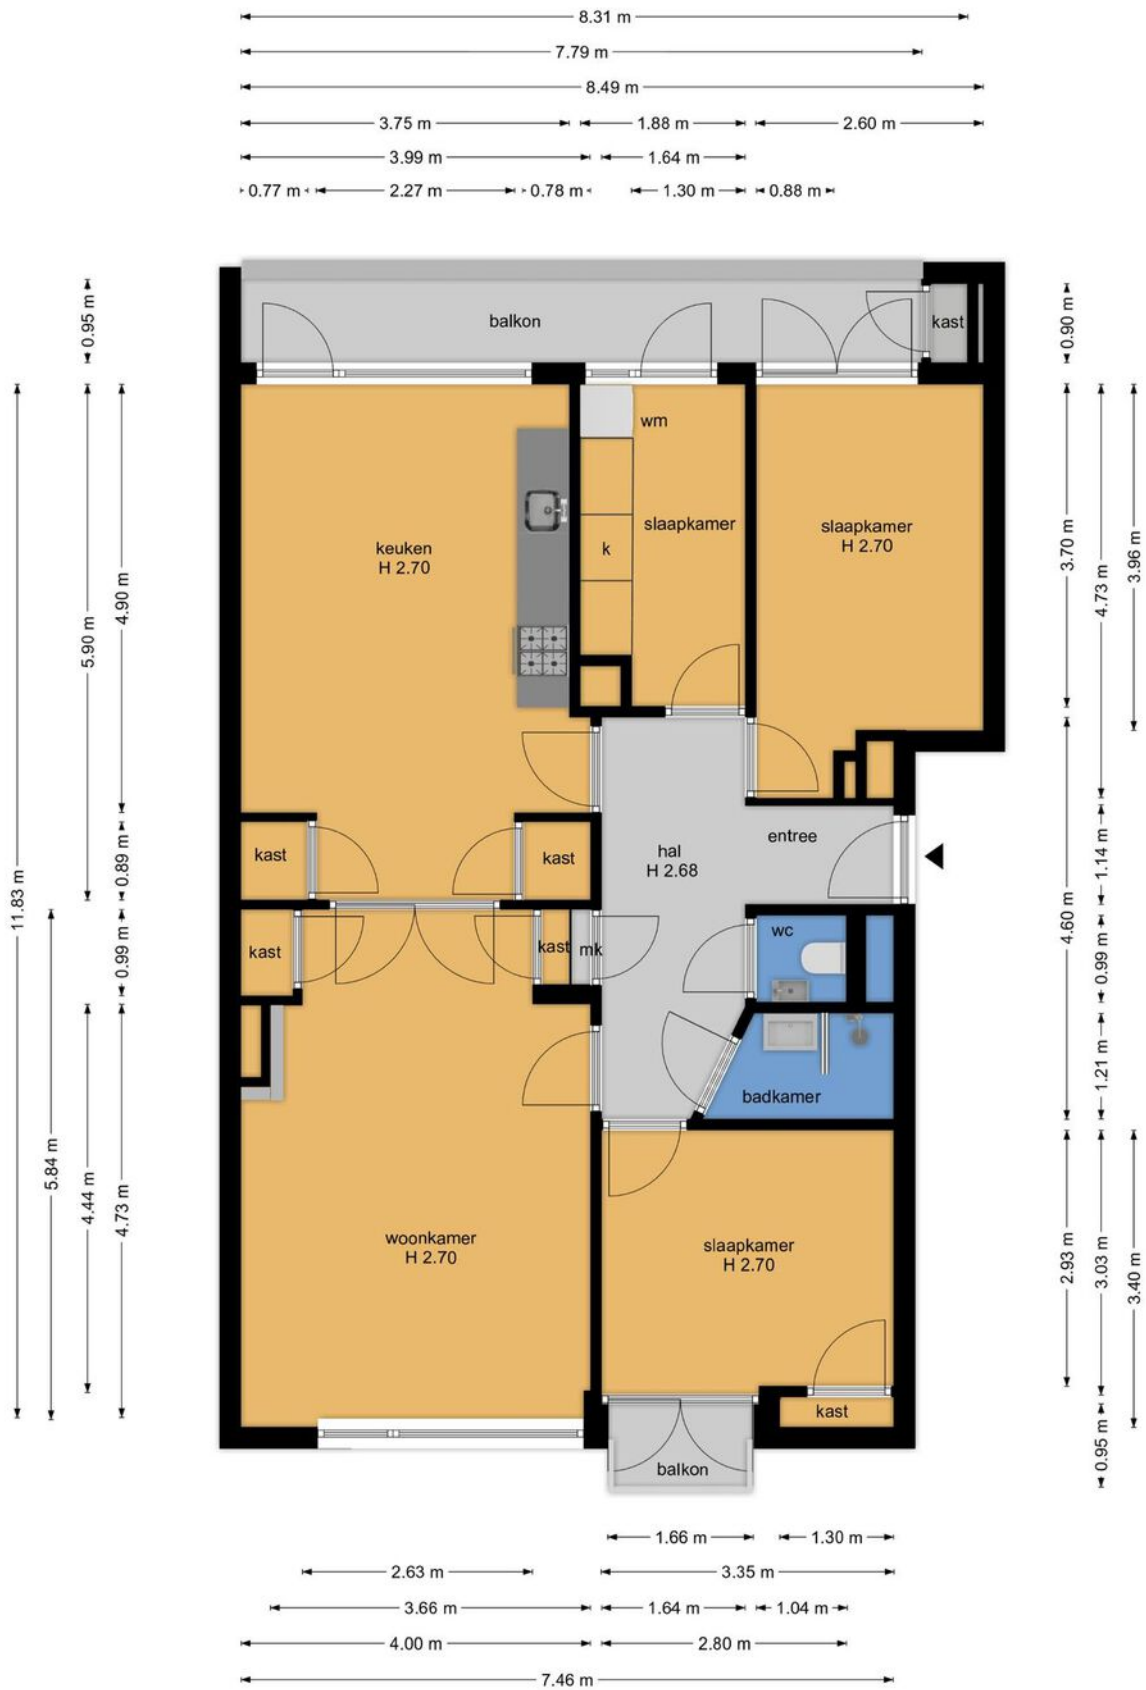 8.31 m
7.79 m
8.49 m
3.75 m
1.88 m
2.60 m
3.99 m
1.64 m
0.77 m
2.27 m
0.78 m
1.30 m
0.88 m
0.95 m
0.90 m
balkon
kast
wm
slaapkamer
k
keuken
H 2.70
slaapkamer
H 2.70
4.90 m
5.90 m
3.70 m
4.73 m
3.96 m
kast
kast
hal
H 2.68
entree
0.89 m
1.14 m
11.83 m
kast
kast
mk
wc
0.99 m
4.60 m
0.99 m
badkamer
1.21 m
5.84 m
4.44 m
4.73 m
woonkamer
H 2.70
slaapkamer
H 2.70
2.93 m
3.03 m
3.40 m
kast
balkon
0.95 m
1.66 m
1.30 m
2.63 m
3.35 m
3.66 m
1.64 m
1.04 m
4.00 m
2.80 m
7.46 m